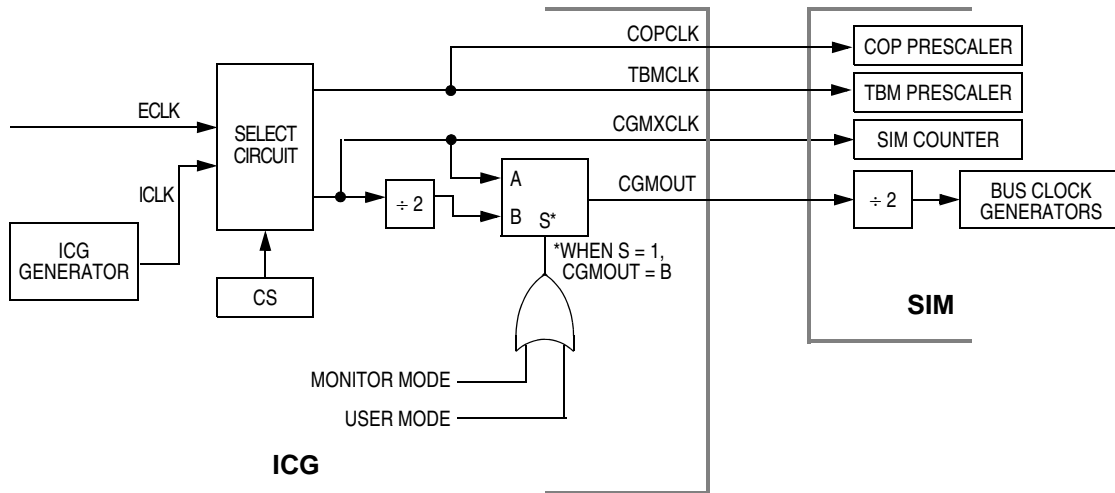 COPCLK
COP PRESCALER
TBMCLK
TBM PRESCALER
ECLK
SELECT
CIRCUIT
CGMXCLK
SIM COUNTER
ICLK
A
CGMOUT
÷ 2
B
S*
÷ 2
BUS CLOCK
GENERATORS
ICG
GENERATOR
*WHEN S = 1,
CGMOUT = B
CS
SIM
MONITOR MODE
USER MODE
ICG